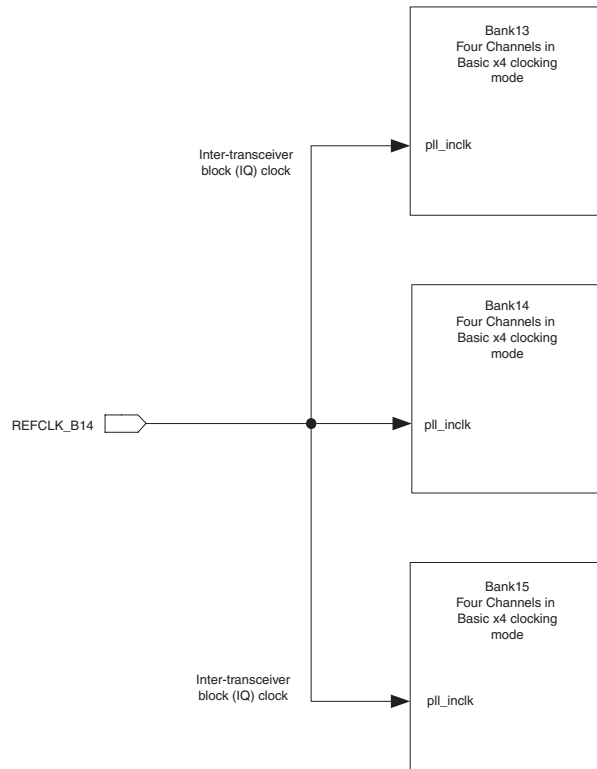 Bank13
Four Channels in
Basic x4 clocking
mode
Inter-transceiver
block (IQ) clock
pll_inclk
Bank14
Four Channels in
Basic x4 clocking
mode
REFCLK_B14
pll_inclk
Bank15
Four Channels in
Basic x4 clocking
mode
Inter-transceiver
block (IQ) clock
pll_inclk